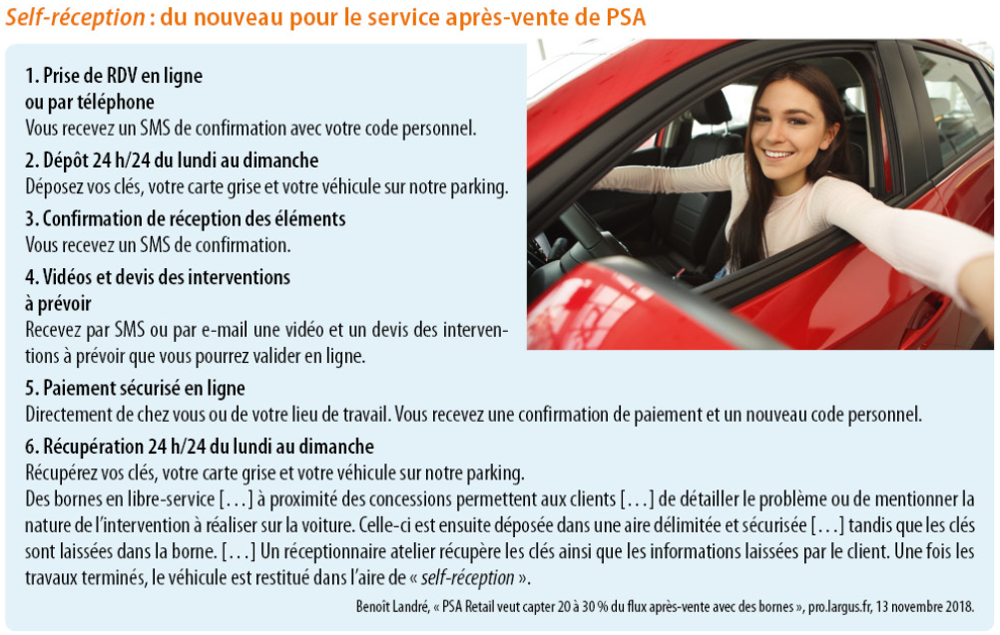 Self-réception : du nouveau pour le service après-vente de PSA
1. Prise de RDV en ligne
ou par téléphone
Vous recevez un SMS de confirmation avec votre code personnel.
2. Dépôt 24 h/24 du lundi au dimanche
Déposez vos clés, votre carte grise et votre véhicule sur notre parking.
3. Confirmation de réception des éléments
Vous recevez un SMS de confirmation.
4. Vidéos et devis des interventions
à prévoir
Recevez par SMS ou par e-mail une vidéo et un devis des interven-
tions à prévoir que vous pourrez valider en ligne.
5. Paiement sécurisé en ligne
Directement de chez vous ou de votre lieu de travail. Vous recevez une confirmation de paiement et un nouveau code personnel.
6. Récupération 24 h/24 du lundi au dimanche
Récupérez vos clés, votre carte grise et votre véhicule sur notre parking.
Des bornes en libre-service [...] à proximité des concessions permettent aux clients [...] de détailler le problème ou de mentionner la
nature de l'intervention à réaliser sur la voiture. Celle-ci est ensuite déposée dans une aire délimitée et sécurisée [...] tandis que les clés
sont laissées dans la borne. [...] Un réceptionnaire atelier récupère les clés ainsi que les informations laissées par le client. Une fois les
travaux terminés, le véhicule est restitué dans l'aire de « self-réception ».
Benoît Landré, « PSA Retail veut capter 20 à 30 % du flux après-vente avec des bornes », pro.largus.fr, 13 novembre 2018.